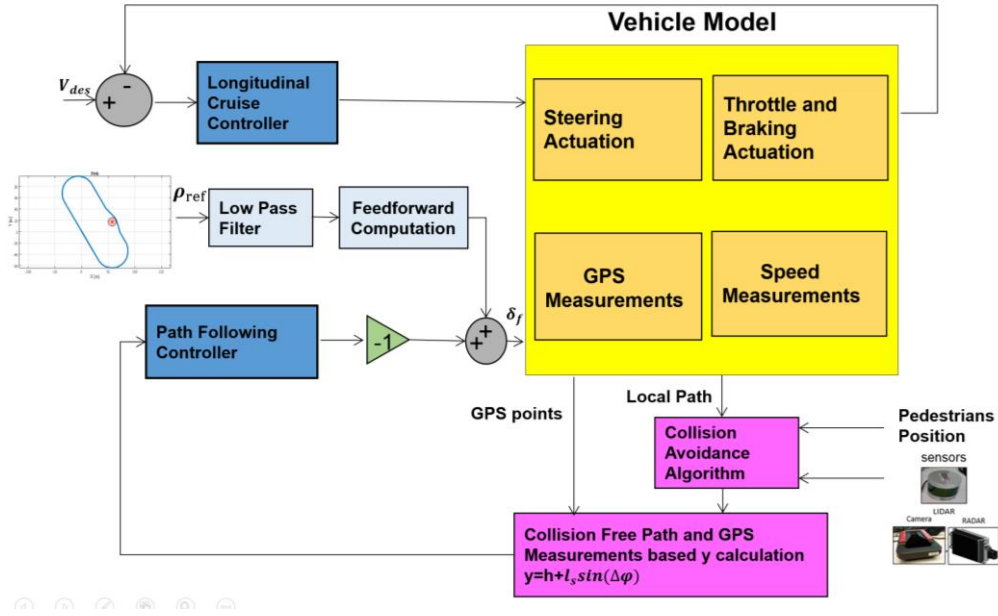 Vehicle Model
V_des
+
-
Longitudinal
Cruise
Controller
Steering
Actuation
Throttle and
Braking
Actuation
ρ_ref
Low Pass
Filter
Feedforward
Computation
GPS
Measurements
Speed
Measurements
Path Following
Controller
-1
+
+
δ_f
GPS points
Local Path
Collision
Avoidance
Algorithm
Pedestrians
Position
sensors
LIDAR
Camera
RADAR
Collision Free Path and GPS
Measurements based y calculation
y=h+l_s sin(Δφ)